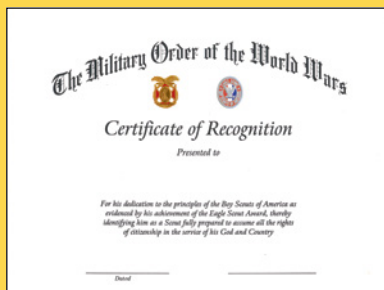 The Military Order of the World Wars
Certificate of Recognition
Presented to
For his dedication to the principles of the Boy Scouts of America as
evidenced by his achievement of the Eagle Scout Award, thereby
identifying him as a Scout fully prepared to assume all the rights
of citizenship in the service of his God and Country
Dated